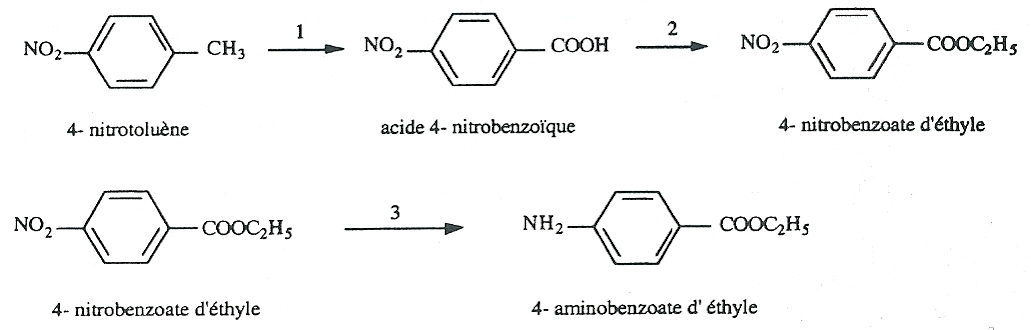 NO₂ CH₃ 1 NO₂ COOH 2 NO₂ COOC₂H₅
4- nitrotoluène acide 4- nitrobenzoïque 4- nitrobenzoate d'éthyle
NO₂ COOC₂H₅ 3 NH₂ COOC₂H₅
4- nitrobenzoate d'éthyle 4- aminobenzoate d' éthyle